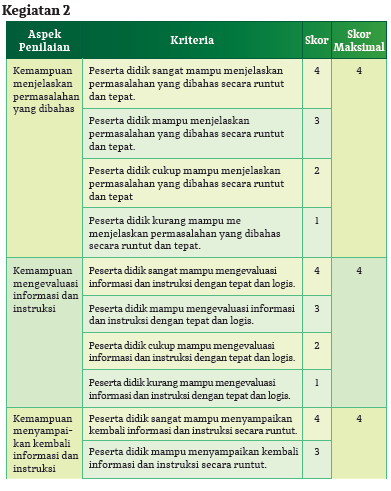 Kegiatan 2
Aspek Penilaian Kriteria Skor Skor Maksimal
Kemampuan menjelaskan permasalahan yang dibahas
Peserta didik sangat mampu menjelaskan
permasalahan yang dibahas secara runtut
dan tepat.
4
4
Peserta didik mampu menjelaskan
permasalahan yang dibahas secara runtut
dan tepat.
3
Peserta didik cukup mampu menjelaskan
permasalahan yang dibahas secara runtut
dan tepat
2
Peserta didik kurang mampu me
menjelaskan permasalahan yang dibahas
secara runtut dan tepat.
1
Kemampuan
mengevaluasi
informasi dan
instruksi
Peserta didik sangat mampu mengevaluasi
informasi dan instruksi dengan tepat dan logis.
4
4
Peserta didik mampu mengevaluasi informasi
dan instruksi dengan tepat dan logis.
3
Peserta didik cukup mampu mengevaluasi
informasi dan instruksi dengan tepat dan logis.
2
Peserta didik kurang mampu mengevaluasi
informasi dan instruksi dengan tepat dan logis.
1
Kemampuan
menyampai-
kan kembali
informasi dan
instruksi
Peserta didik sangat mampu menyampaikan
kembali informasi dan instruksi secara runtut.
4
4
Peserta didik mampu menyampaikan kembali
informasi dan instruksi secara runtut.
3